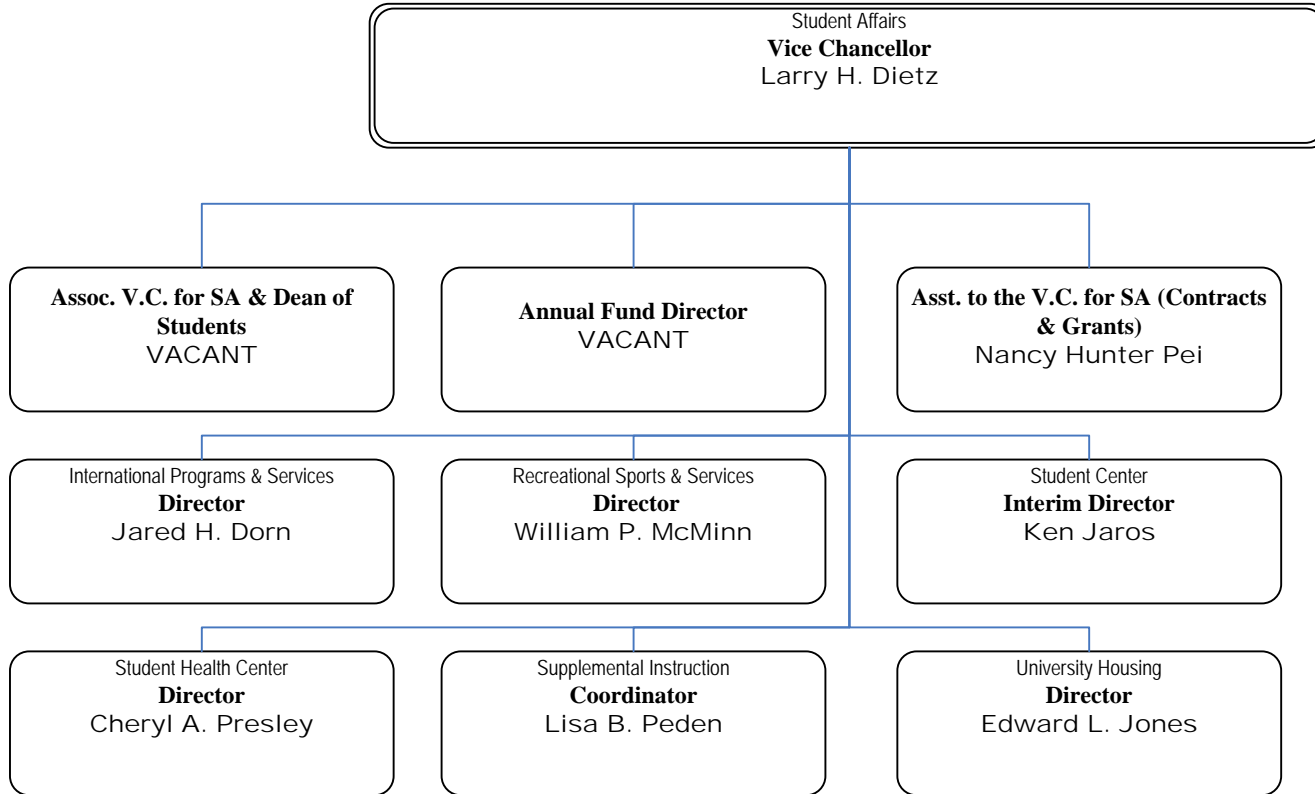 Student Affairs
Vice Chancellor
Larry H. Dietz
Assoc. V.C. for SA & Dean of
Students
VACANT
Annual Fund Director
VACANT
Asst. to the V.C. for SA (Contracts
& Grants)
Nancy Hunter Pei
International Programs & Services
Director
Jared H. Dorn
Recreational Sports & Services
Director
William P. McMinn
Student Center
Interim Director
Ken Jaros
Student Health Center
Director
Cheryl A. Presley
Supplemental Instruction
Coordinator
Lisa B. Peden
University Housing
Director
Edward L. Jones